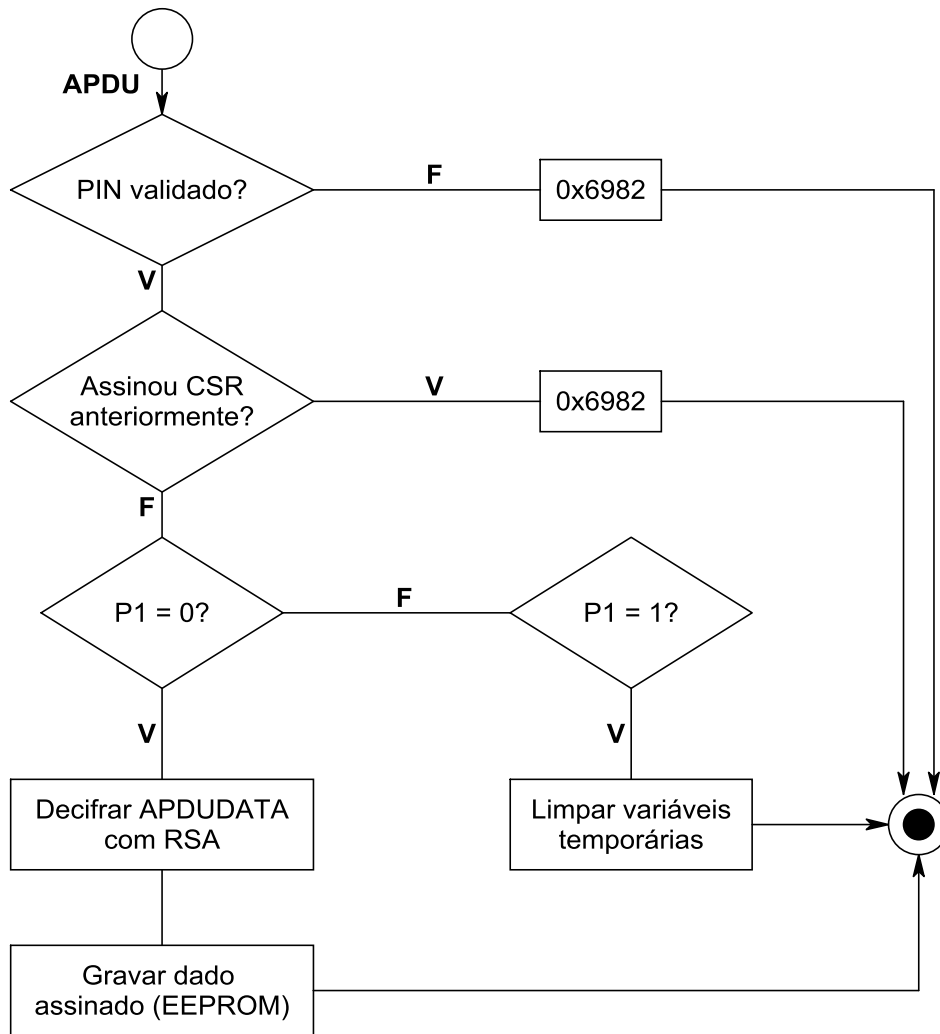 APDU
PIN validado?
F
0x6982
V
Assinou CSR
anteriormente?
V
0x6982
F
P1 = 0?
F
P1 = 1?
V
V
Decifrar APDUDATA
com RSA
Limpar variáveis
temporárias
Gravar dado
assinado (EEPROM)